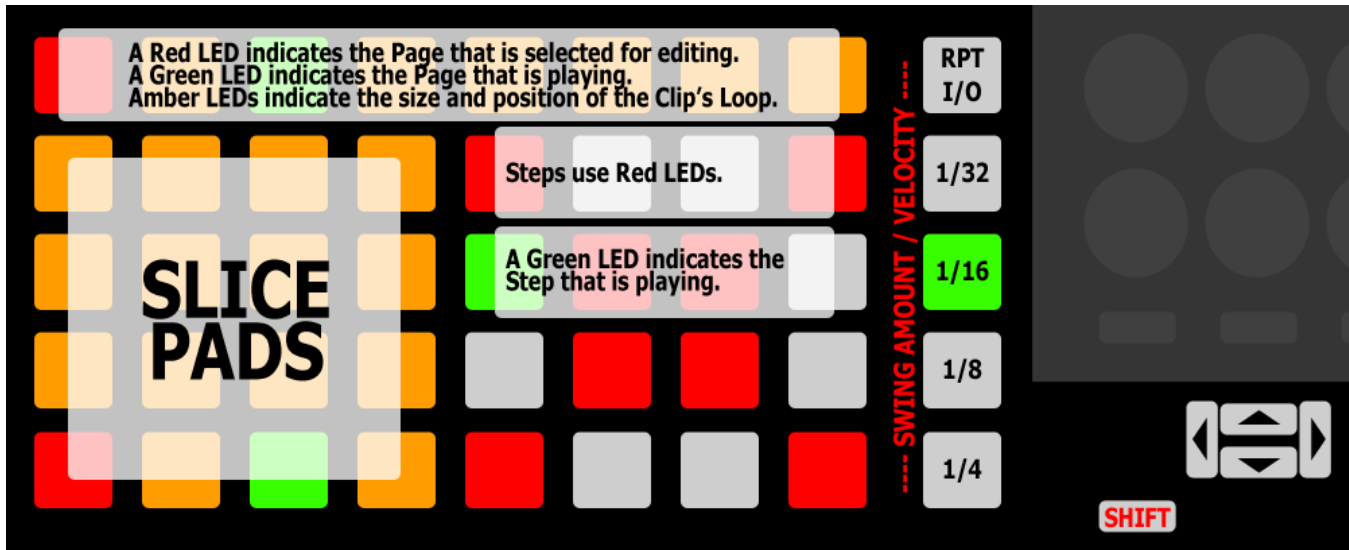 A Red LED indicates the Page that is selected for editing.
A Green LED indicates the Page that is playing.
Amber LEDs indicate the size and position of the Clip's Loop.
RPT
I/O
Steps use Red LEDs.
1/32
A Green LED indicates the
Step that is playing.
1/16
SLICE
PADS
1/8
1/4
---- SWING AMOUNT / VELOCITY ----
SHIFT